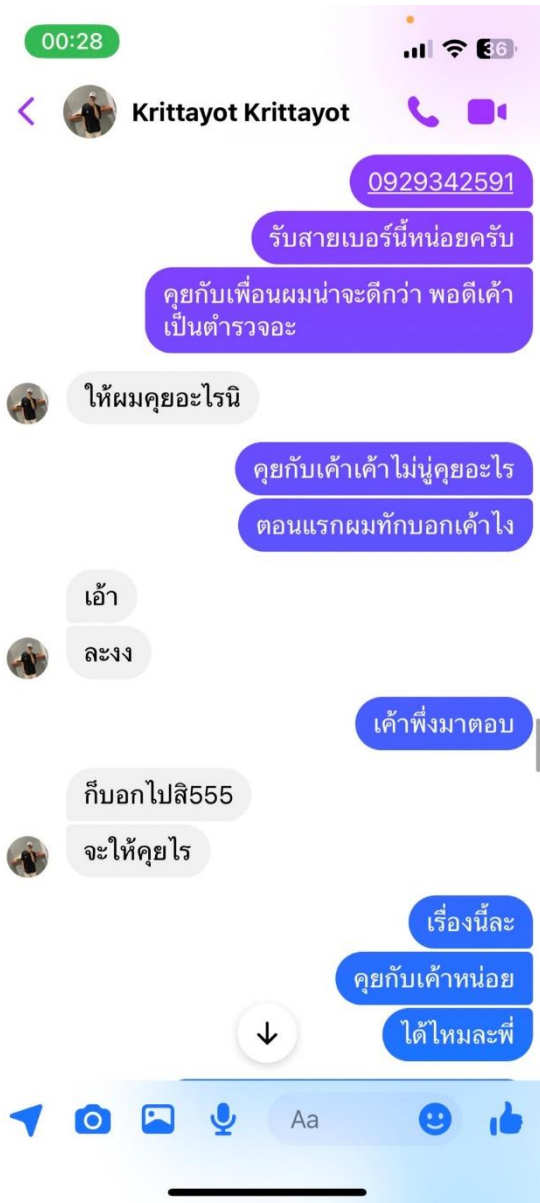 00:28
36
Krittayot Krittayot
0929342591
รับสายเบอร์นี้หน่อยครับ
คุยกับเพื่อนผมน่าจะดีกว่า พอดีเค้า
เป็นตำรวจอะ
ให้ผมคุยอะไรนิ
คุยกับเค้าเค้าไม่นู่คุยอะไร
ตอนแรกผมทักบอกเค้าไง
เอ้า
ละงง
เค้าพึ่งมาตอบ
ก็บอกไปสิ555
จะให้คุยไร
เรื่องนี้ละ
คุยกับเค้าหน่อย
ได้ไหมละพี่
Aa